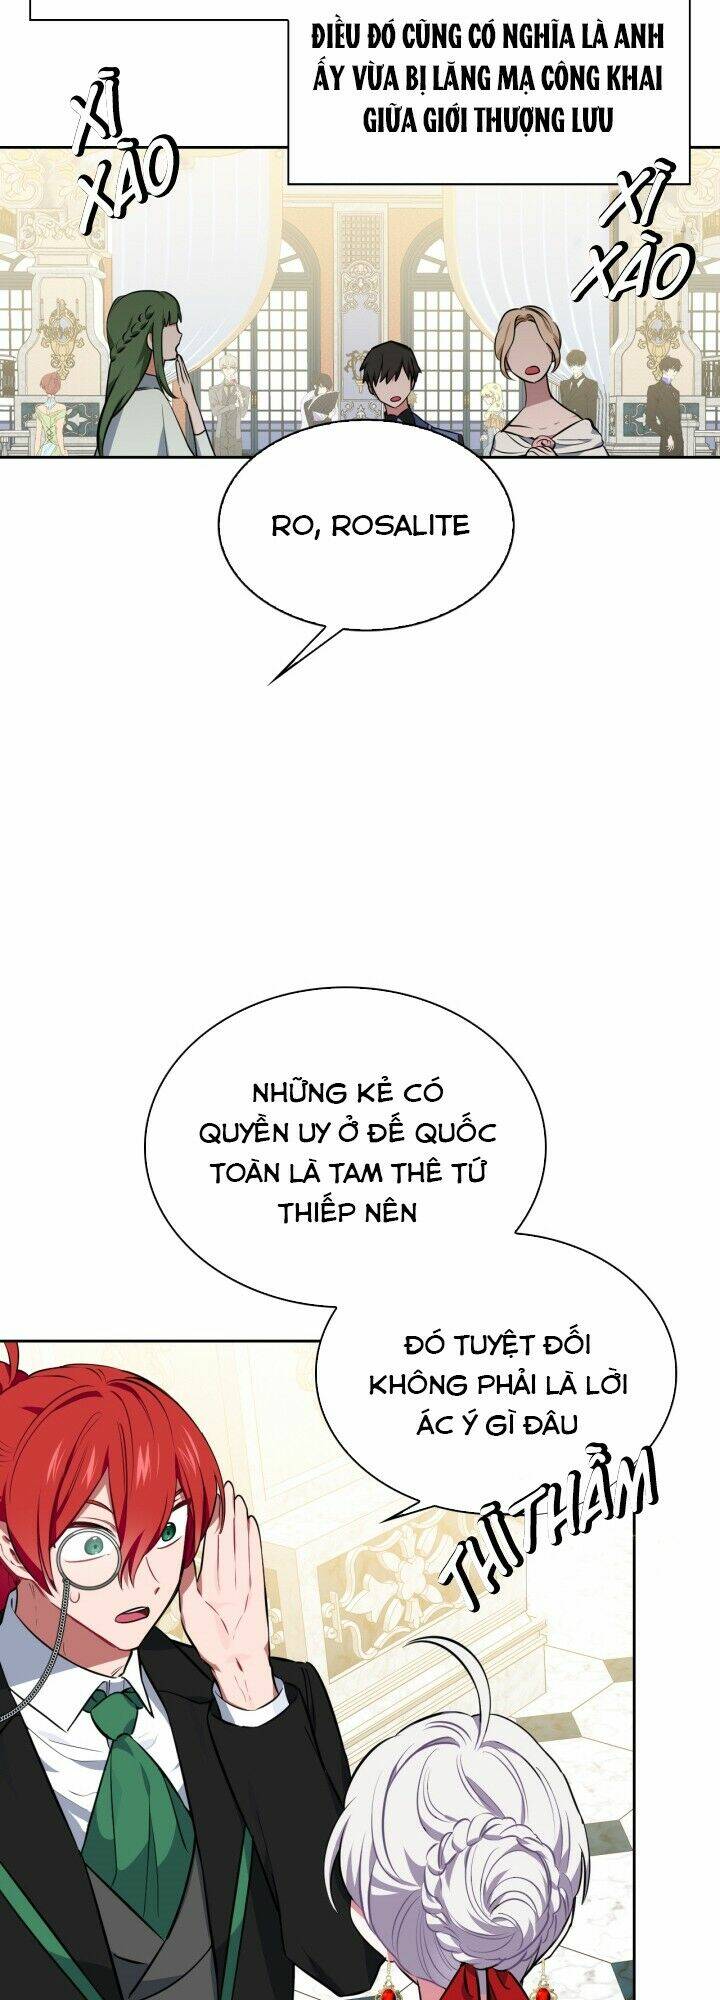 ĐIỀU ĐÓ CŨNG CÓ NGHĨA LÀ ANH
ẤY VỪA BỊ LĂNG MẠ CÔNG KHAI
GIỮA GIỚI THƯỢNG LƯU
XÌ
XÀO
XÌ
XÀO
RO, ROSALITE
NHỮNG KẺ CÓ
QUYỀN UY Ở ĐẾ QUỐC
TOÀN LÀ TAM THÊ TỨ
THIẾP NÊN
ĐÓ TUYỆT ĐỐI
KHÔNG PHẢI LÀ LỜI
ÁC Ý GÌ ĐÂU
THÌ THẦM